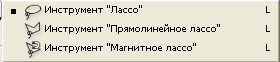 Инструмент "Лассо" L
Инструмент "Прямолинейное лассо" L
Инструмент "Магнитное лассо" L